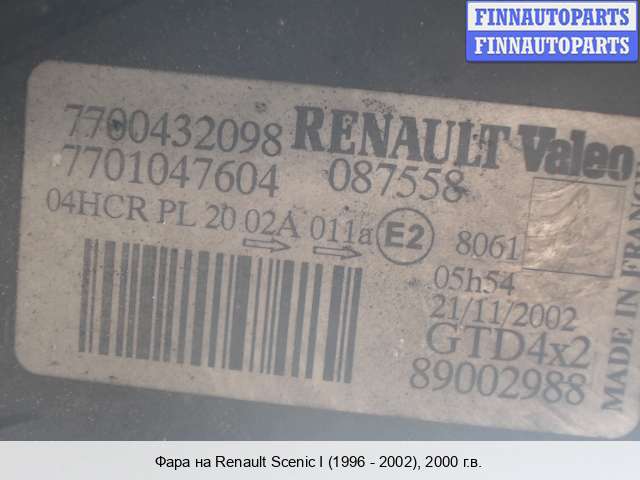 FINNAUTOPARTS
FINNAUTOPARTS
7700432098 RENAULT Valeo
7701047604 087558
04HCR PL 20 02A 011a E2 8061
05h54
21/11/2002
GTD4x2
89002988
MADE IN FRANCE
Фара на Renault Scenic I (1996 - 2002), 2000 г.в.